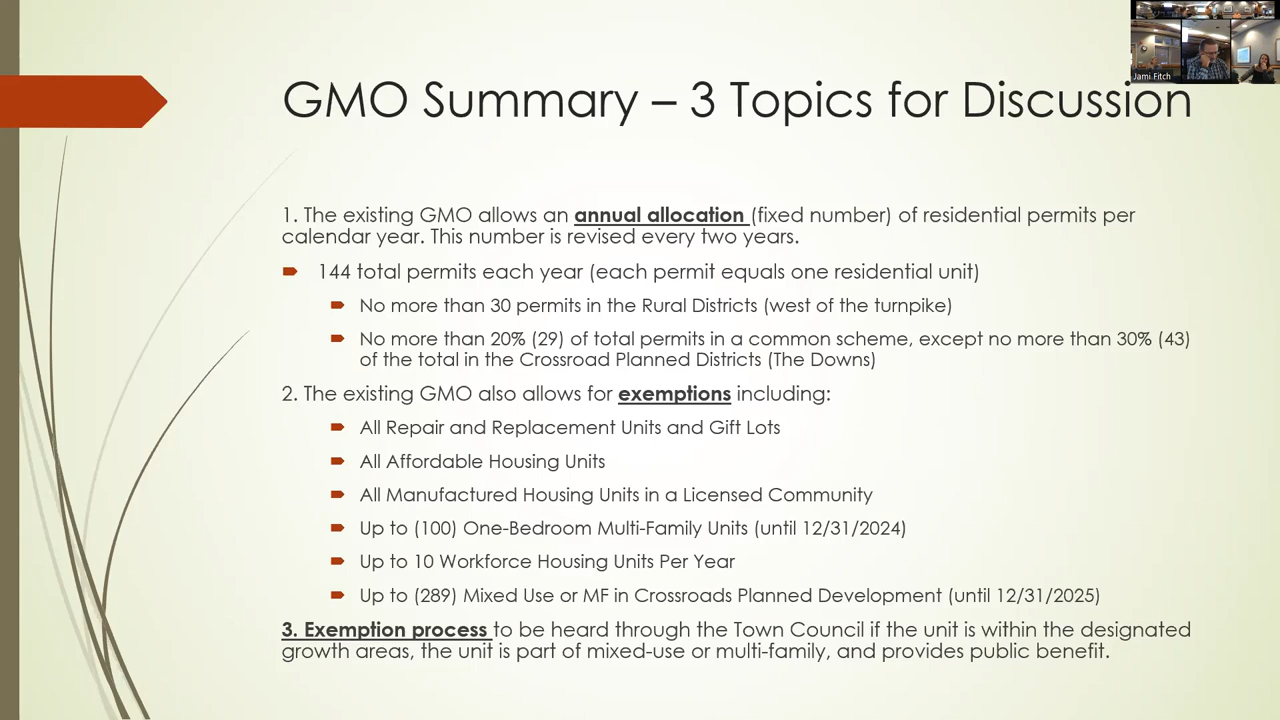 Jami Fitch
GMO Summary – 3 Topics for Discussion
1. The existing GMO allows an annual allocation (fixed number) of residential permits per
calendar year. This number is revised every two years.
144 total permits each year (each permit equals one residential unit)
No more than 30 permits in the Rural Districts (west of the turnpike)
No more than 20% (29) of total permits in a common scheme, except no more than 30% (43)
of the total in the Crossroad Planned Districts (The Downs)
2. The existing GMO also allows for exemptions including:
All Repair and Replacement Units and Gift Lots
All Affordable Housing Units
All Manufactured Housing Units in a Licensed Community
Up to (100) One-Bedroom Multi-Family Units (until 12/31/2024)
Up to 10 Workforce Housing Units Per Year
Up to (289) Mixed Use or MF in Crossroads Planned Development (until 12/31/2025)
3. Exemption process to be heard through the Town Council if the unit is within the designated
growth areas, the unit is part of mixed-use or multi-family, and provides public benefit.